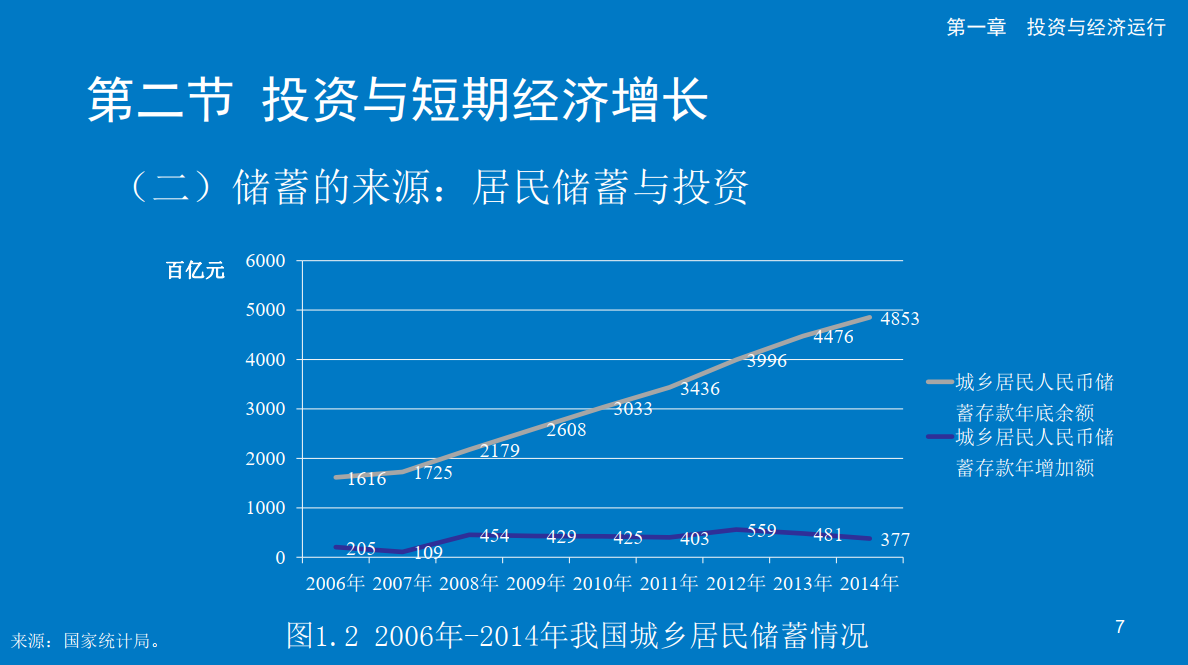 第一章　投资与经济运行
第二节 投资与短期经济增长
（二）储蓄的来源：居民储蓄与投资
百亿元
6000
5000
4000
3000
2000
1000
0
1616
1725
2179
2608
3033
3436
3996
4476
4853
205
109
454
429
425
403
559
481
377
2006年 2007年 2008年 2009年 2010年 2011年 2012年 2013年 2014年
城乡居民人民币储
蓄存款年底余额
城乡居民人民币储
蓄存款年增加额
图1.2 2006年-2014年我国城乡居民储蓄情况
来源：国家统计局。
7